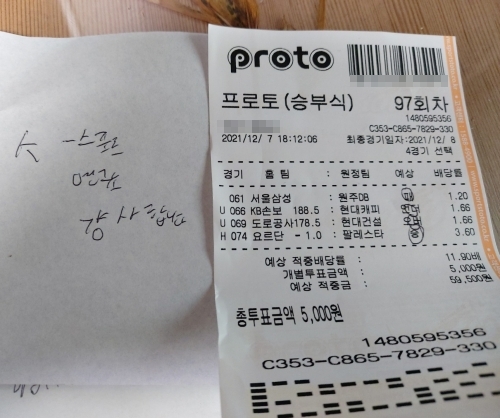 K-스포츠
연구
감사합니다
proto
프로토(승부식) 97회차
1480595356
C353-C865-7829-330
2021/12/ 7 18:12:06 최종경기일자:2021/12/ 8
4경기 선택
경기 홈 팀 : 원정팀 예상 배당률
061 서울삼성 : 원주DB 패 1.20
U 066 KB손보 188.5 : 현대캐피 언더 1.66
U 069 도로공사178.5 : 현대건설 오버 1.66
H 074 요르단 - 1.0 : 팔레스타 승 3.60
예상 적중배당률 : 11.90배
개별투표금액 : 5,000원
예상 적중금 : 59,500원
총투표금액 5,000원
1480595356
C353-C865-7829-330